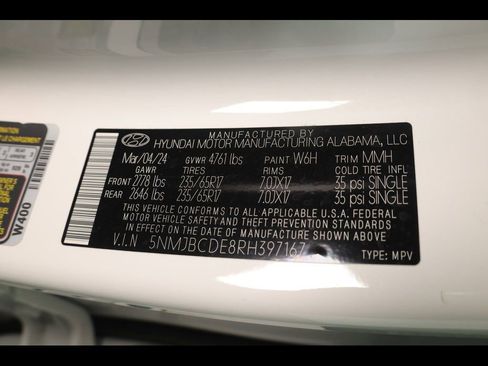 MANUFACTURED BY
HYUNDAI MOTOR MANUFACTURING ALABAMA, LLC
Mar/04/24 GVWR 4761 lbs PAINT W6H TRIM MMH
GAWR TIRES RIMS COLD TIRE INFL.
FRONT 2778 lbs 235/65R17 7.0JX17 35 psi SINGLE
REAR 2646 lbs 235/65R17 7.0JX17 35 psi SINGLE
THIS VEHICLE CONFORMS TO ALL APPLICABLE U.S.A. FEDERAL
MOTOR VEHICLE SAFETY AND THEFT PREVENTION STANDARDS
IN EFFECT ON THE DATE OF MANUFACTURE SHOWN ABOVE.
V.I.N 5NMJBCDE8RH397167
TYPE: MPV
W400